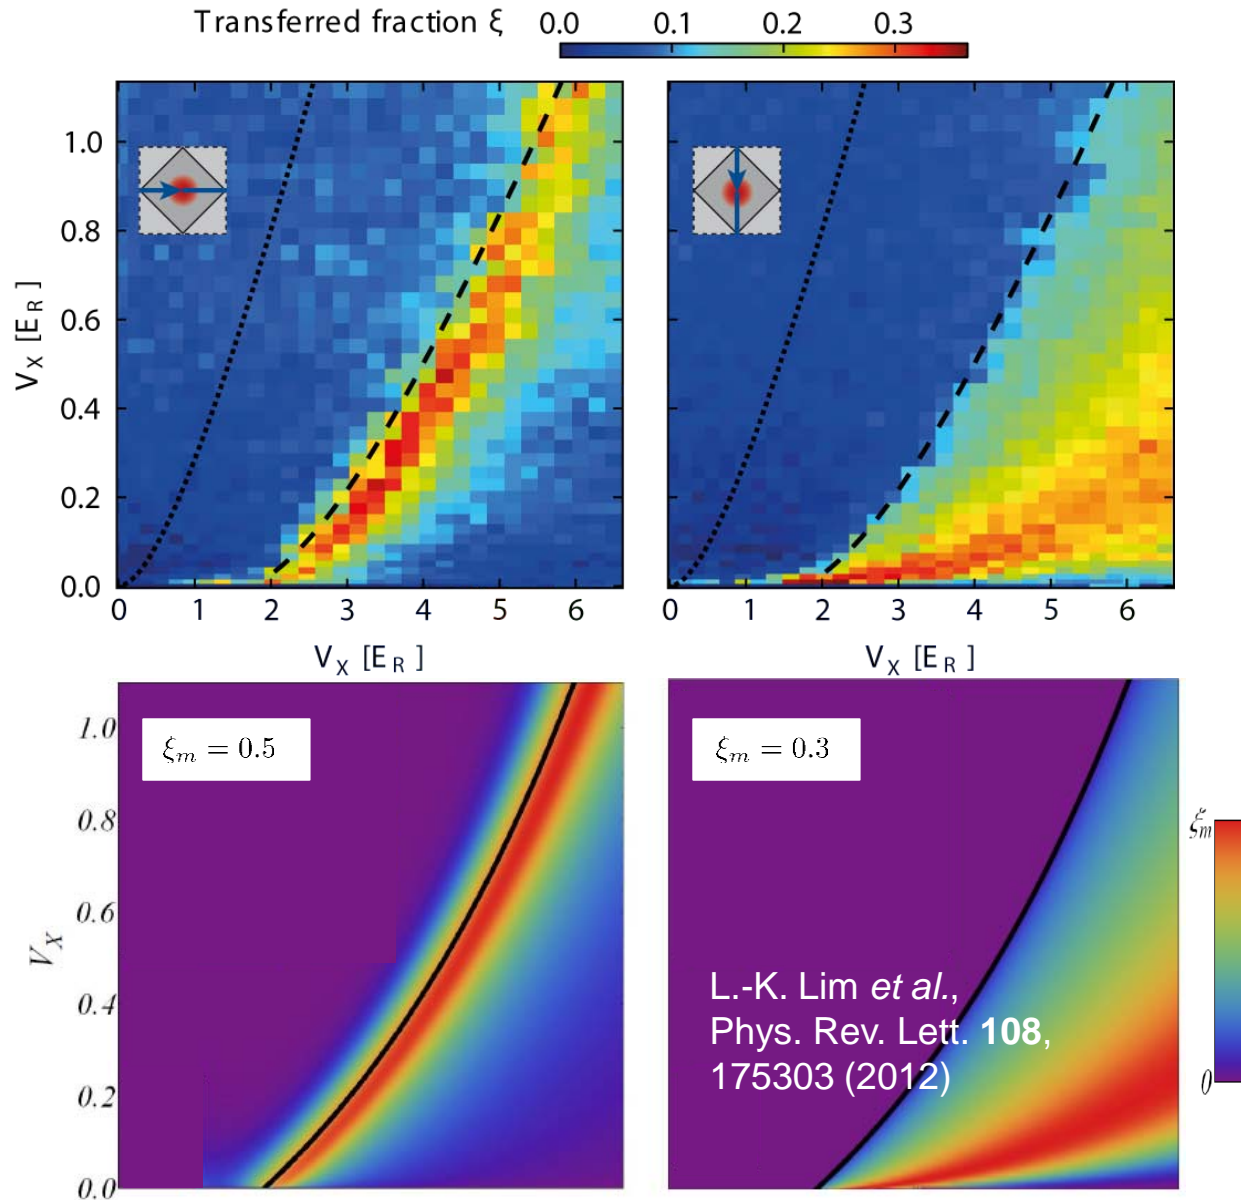 Transferred fraction ξ 0.0 0.1 0.2 0.3
V_X [E_R]
1.0
0.8
0.6
0.4
0.2
0.0
0 1 2 3 4 5 6
0 1 2 3 4 5 6
V_X [E_R]
V_X [E_R]
V_X
1.0
0.8
0.6
0.4
0.2
0.0
ξ_m = 0.5
ξ_m = 0.3
L.-K. Lim et al.,
Phys. Rev. Lett. 108,
175303 (2012)
ξ_m
0